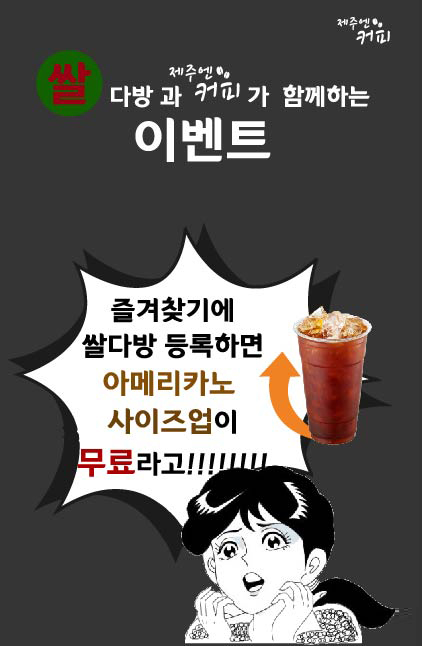 제주엔
커피
쌀 다방 과 제주엔 커피 가 함께하는
이벤트
즐겨찾기에
쌀다방 등록하면
아메리카노
사이즈업이
무료라고!!!!!!!!